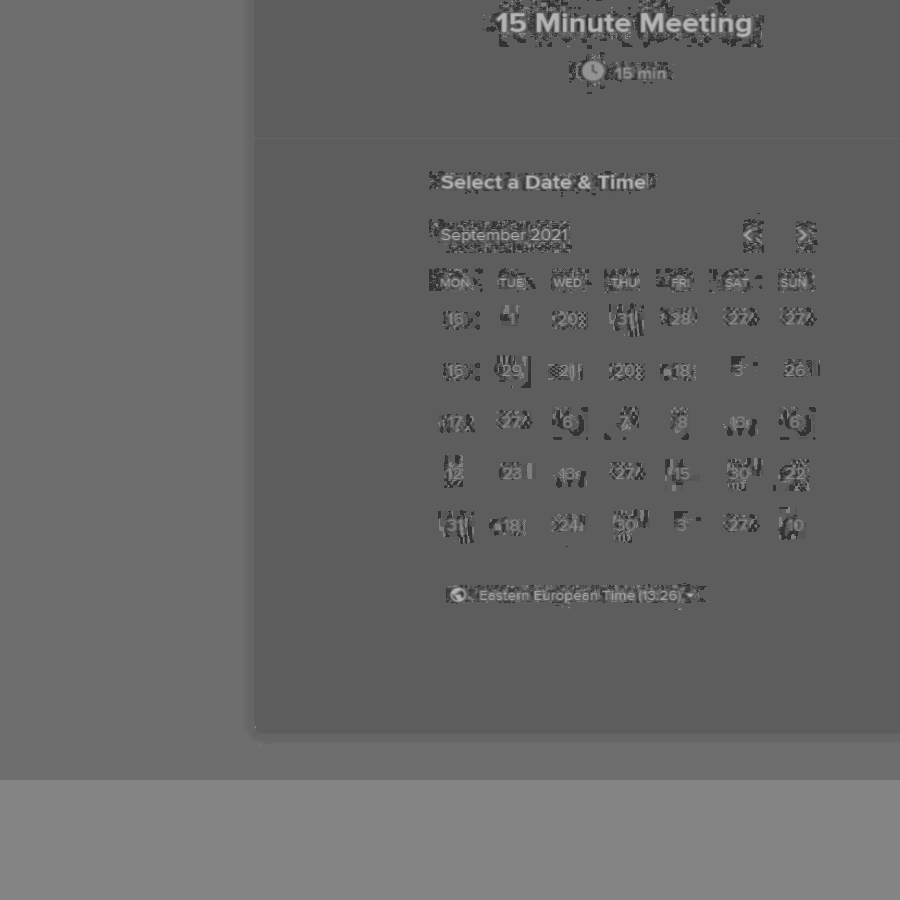 15 Minute Meeting
15 min
Select a Date & Time
September 2021
MON TUE WED THU FRI SAT SUN
16 1 20 31 28 27 27
16 29 21 20 18 3 26
17 27 6 7 8 13 6
12 23 13 27 15 30 22
31 18 24 30 3 27 10
Eastern European Time (13:26)